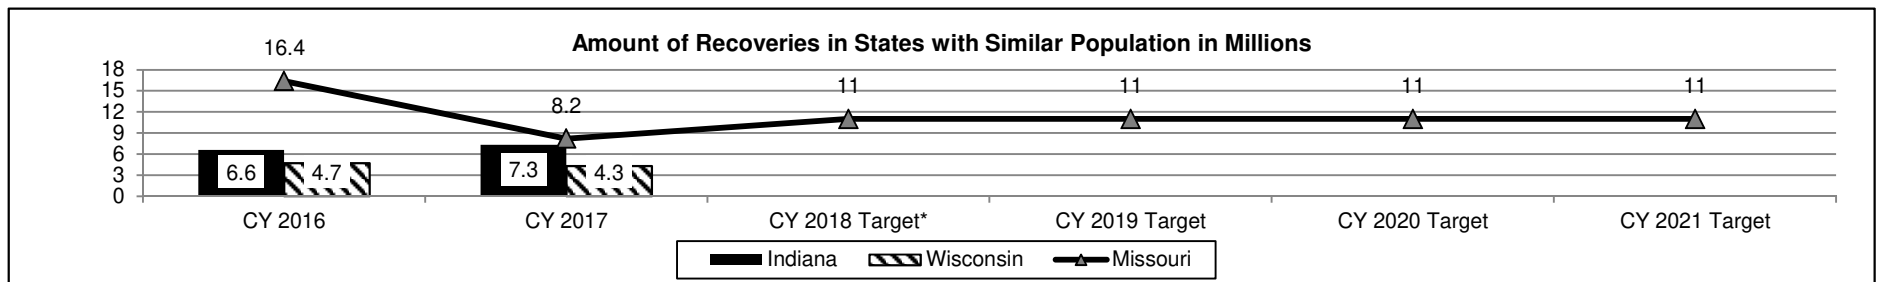 Amount of Recoveries in States with Similar Population in Millions
16.4
8.2
11
11
11
11
18
15
12
9
6
3
0
6.6
4.7
7.3
4.3
CY 2016
CY 2017
CY 2018 Target*
CY 2019 Target
CY 2020 Target
CY 2021 Target
Indiana
Wisconsin
Missouri